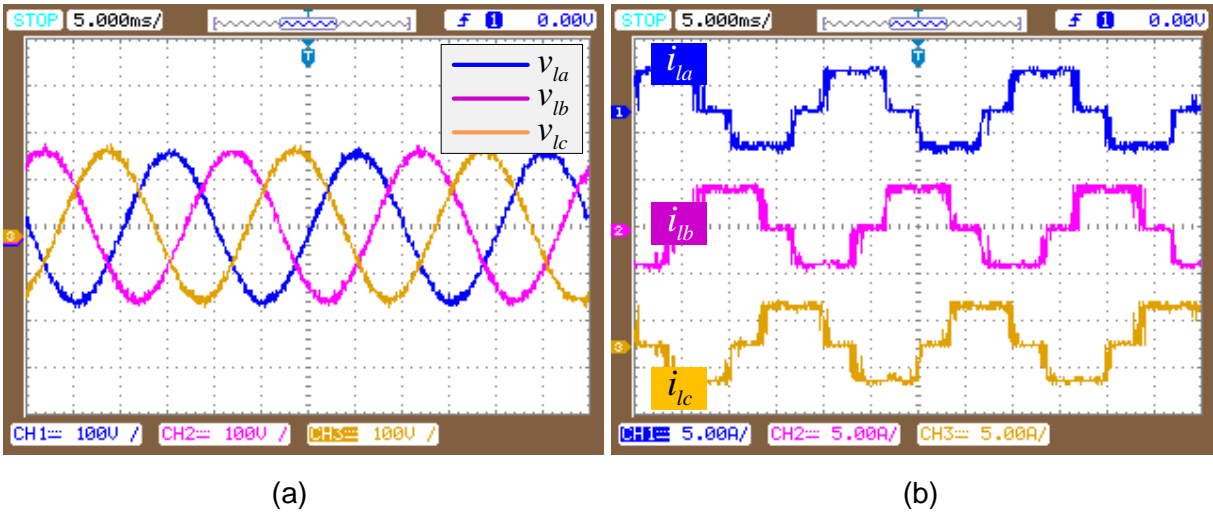 STOP 5.000ms/ 1 0.00V
T
v_la
v_lb
v_lc
3
CH1 100V / CH2 100V / CH3 100V /
(a)
STOP 5.000ms/ 1 0.00V
T
i_la
1
i_lb
2
3
i_lc
CH1 5.00A/ CH2 5.00A/ CH3 5.00A/
(b)